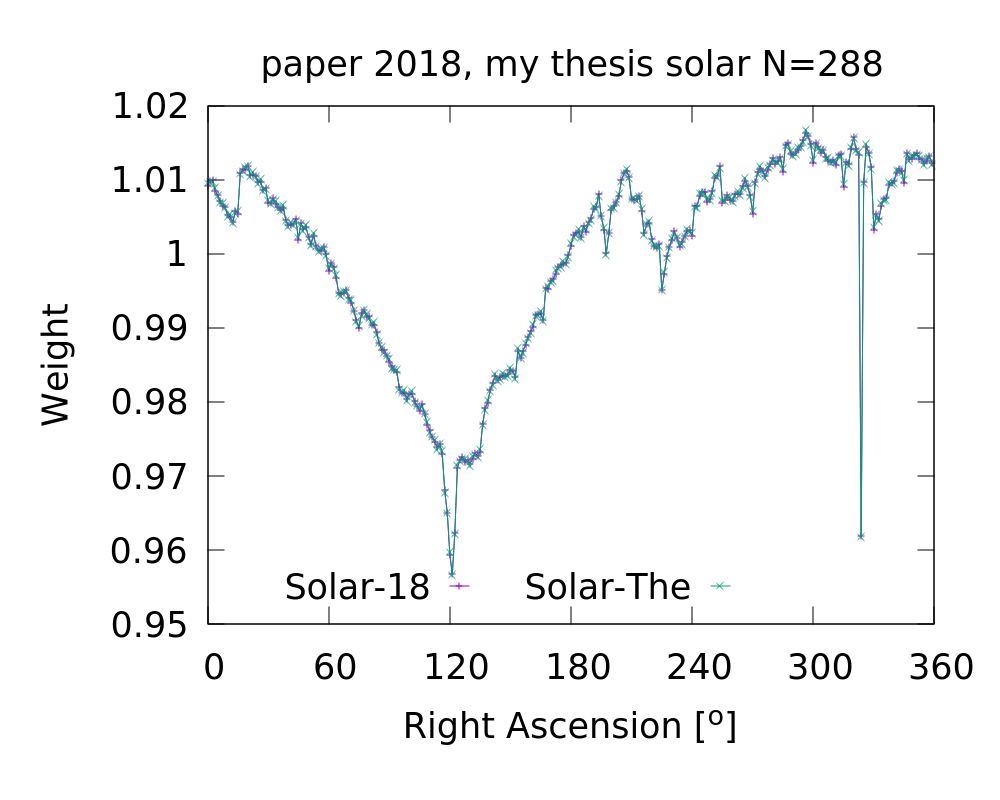 paper 2018, my thesis solar N=288
1.02
1.01
1
0.99
0.98
0.97
0.96
0.95
Weight
Solar-18 Solar-The
0 60 120 180 240 300 360
Right Ascension [º]